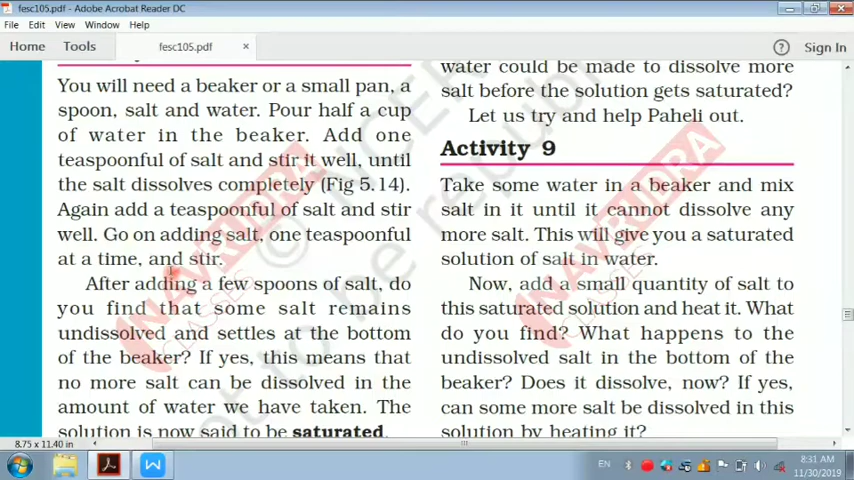 fesc105.pdf - Adobe Acrobat Reader DC
File Edit View Window Help
Home Tools fesc105.pdf × ? Sign In
You will need a beaker or a small pan, a
spoon, salt and water. Pour half a cup
of water in the beaker. Add one
teaspoonful of salt and stir it well, until
the salt dissolves completely (Fig 5.14).
Again add a teaspoonful of salt and stir
well. Go on adding salt, one teaspoonful
at a time, and stir.
After adding a few spoons of salt, do
you find that some salt remains
undissolved and settles at the bottom
of the beaker? If yes, this means that
no more salt can be dissolved in the
amount of water we have taken. The
solution is now said to be saturated.
water could be made to dissolve more
salt before the solution gets saturated?
Let us try and help Paheli out.
Activity 9
Take some water in a beaker and mix
salt in it until it cannot dissolve any
more salt. This will give you a saturated
solution of salt in water.
Now, add a small quantity of salt to
this saturated solution and heat it. What
do you find? What happens to the
undissolved salt in the bottom of the
beaker? Does it dissolve, now? If yes,
can some more salt be dissolved in this
solution by heating it?
© NCERT
not to be republ
NAVRUDRA
CLASSES
NAVRUDRA
CLASSES
8.75 x 11.40 in
EN 8:31 AM
11/30/2019